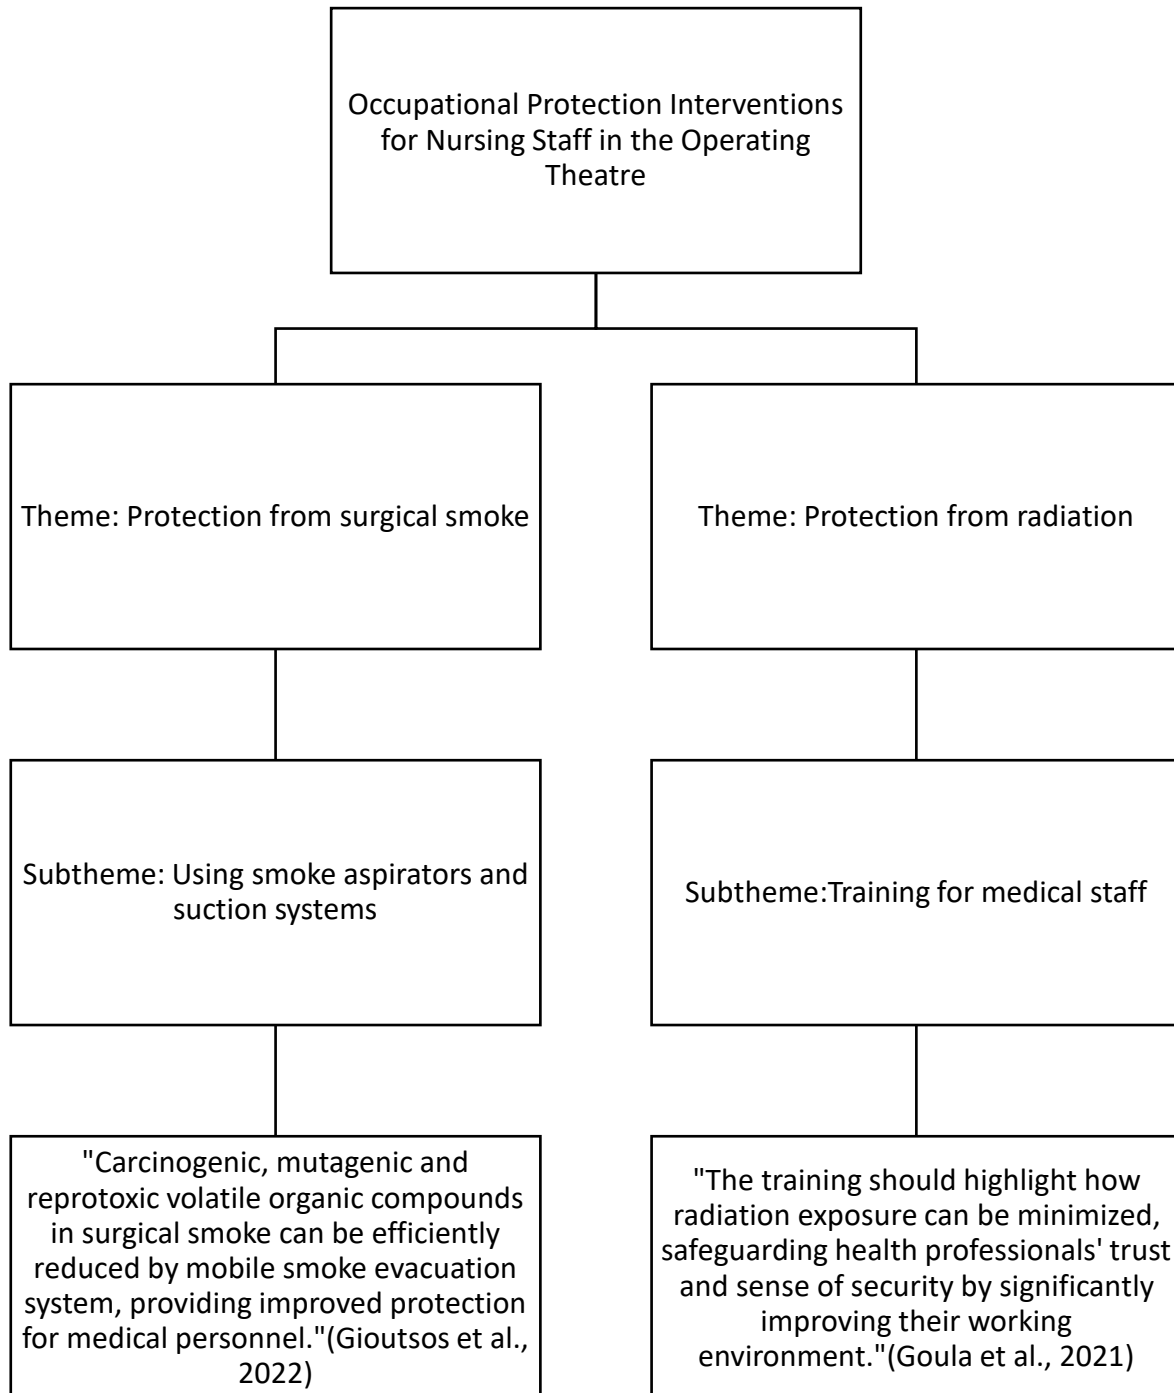 Occupational Protection Interventions
for Nursing Staff in the Operating
Theatre
Theme: Protection from surgical smoke
Theme: Protection from radiation
Subtheme: Using smoke aspirators and
suction systems
Subtheme:Training for medical staff
"Carcinogenic, mutagenic and
reprotoxic volatile organic compounds
in surgical smoke can be efficiently
reduced by mobile smoke evacuation
system, providing improved protection
for medical personnel."(Gioutsos et al.,
2022)
"The training should highlight how
radiation exposure can be minimized,
safeguarding health professionals' trust
and sense of security by significantly
improving their working
environment."(Goula et al., 2021)